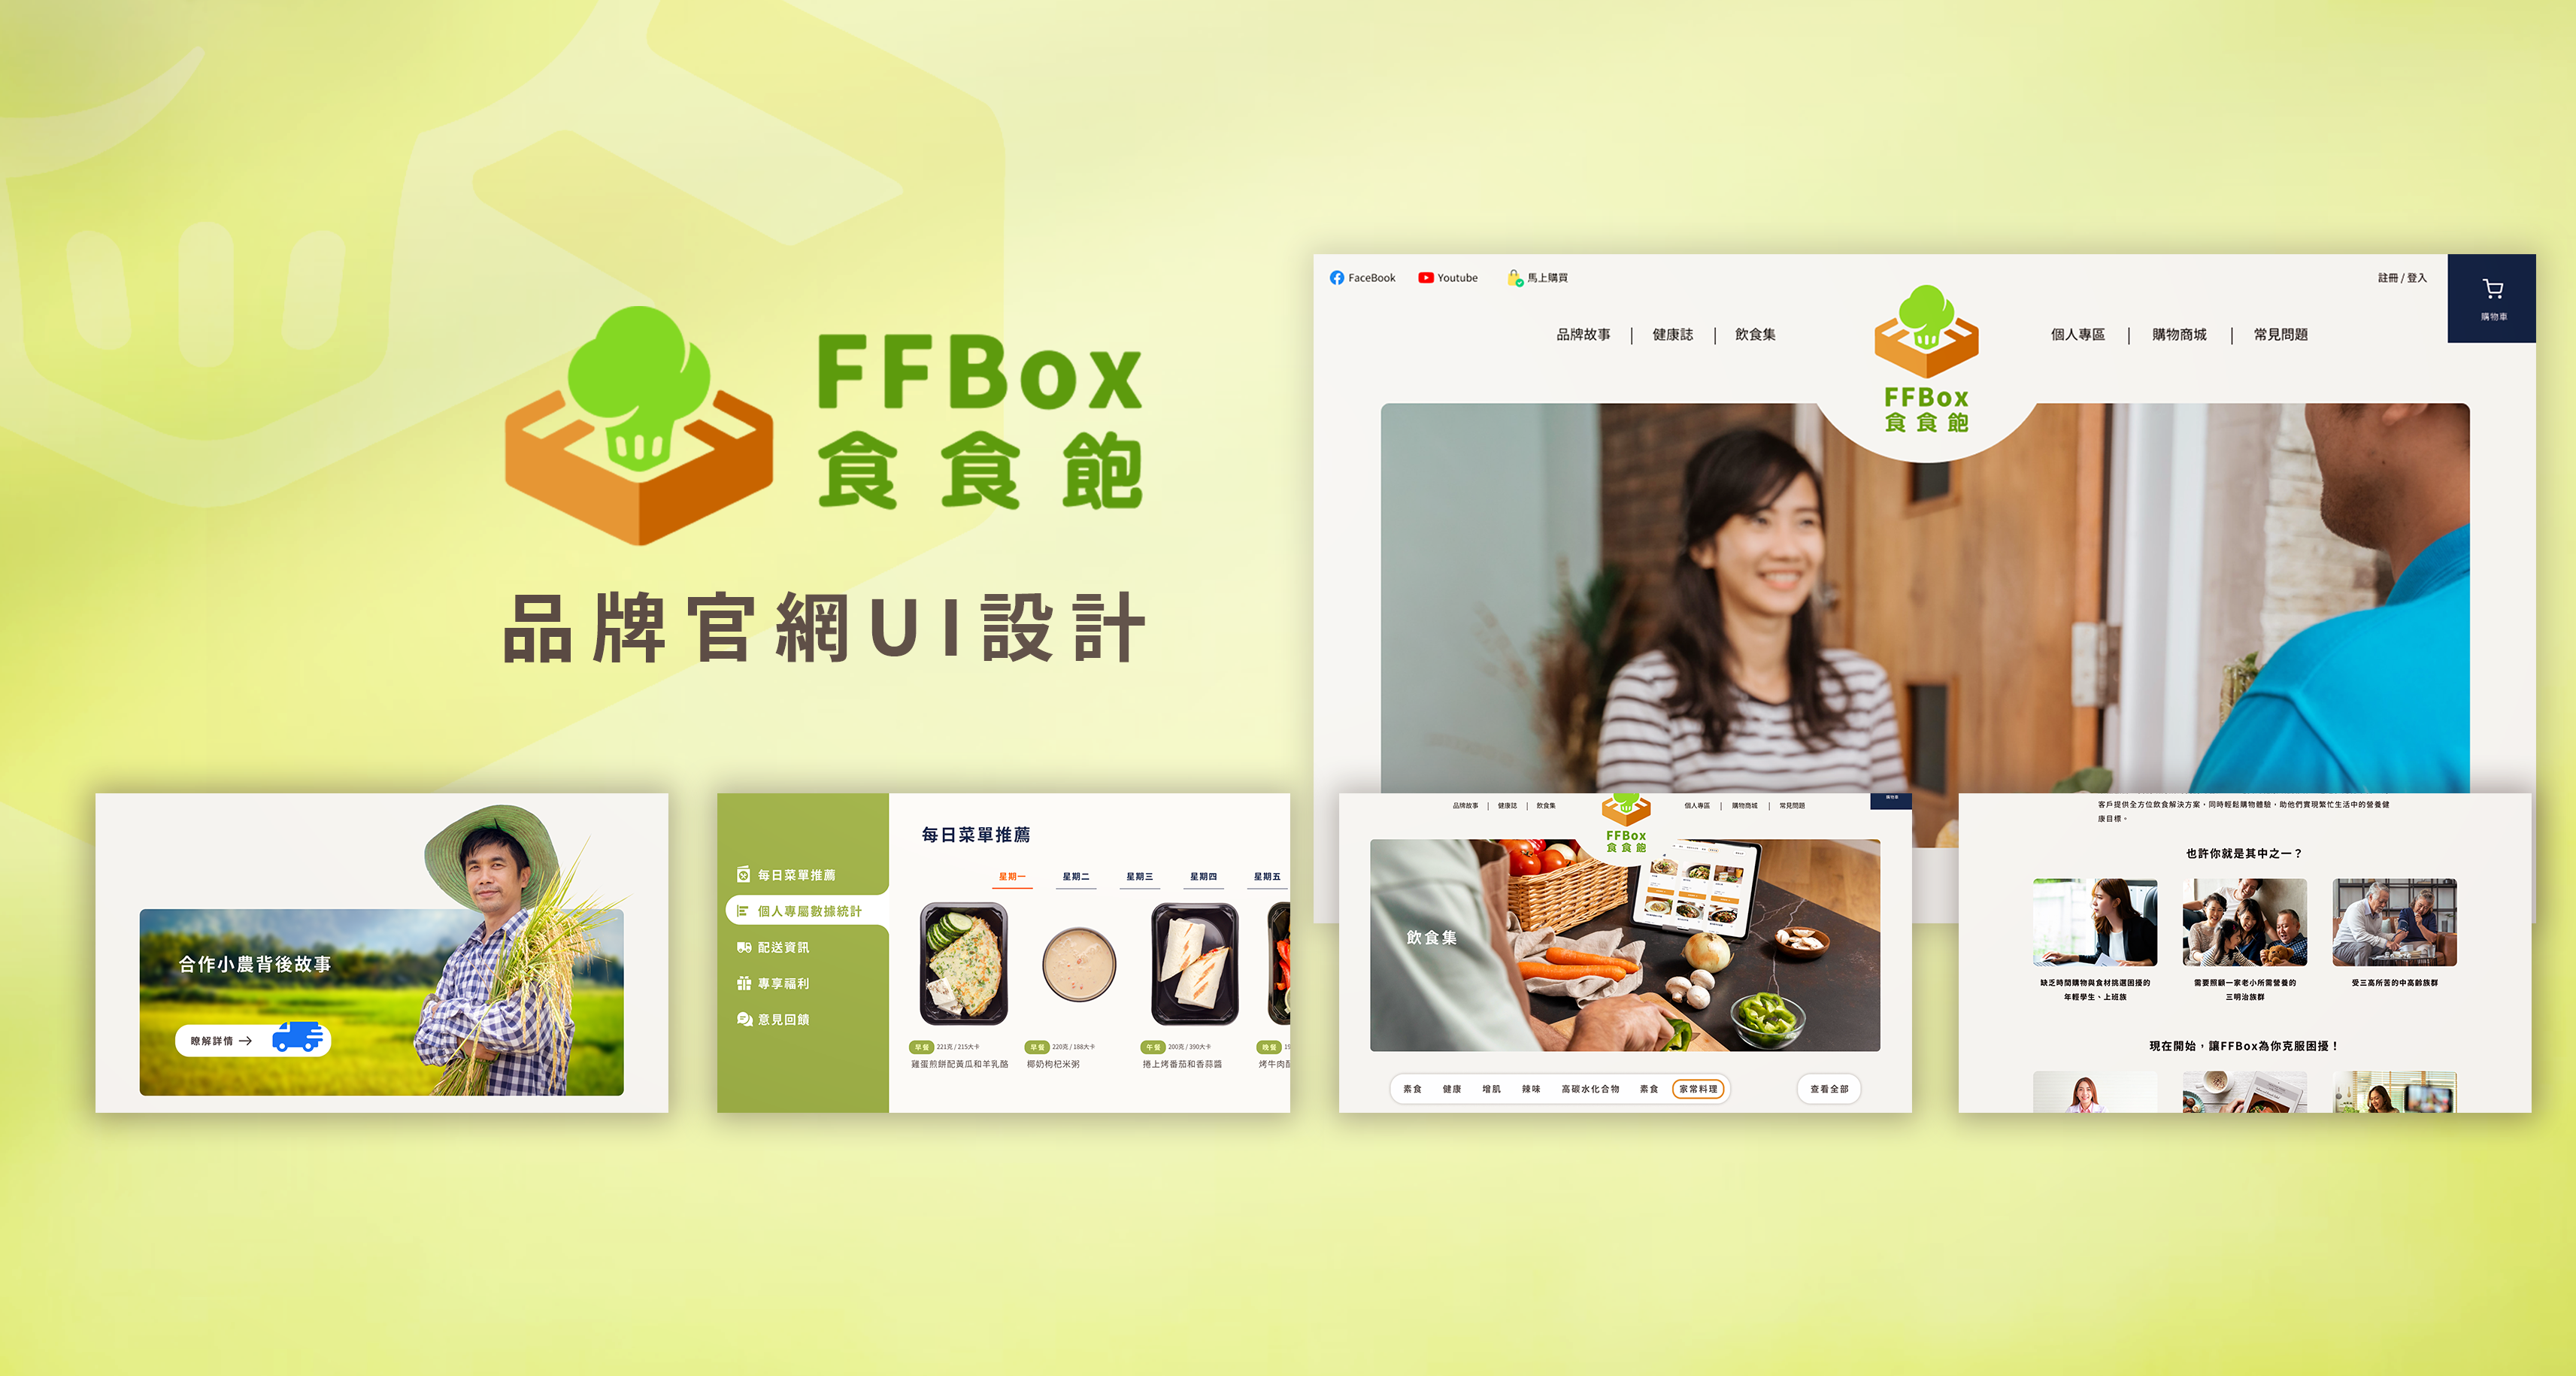 FFBox
食食飽
品牌官網UI設計
FaceBook
Youtube
馬上購買
註冊 / 登入
購物車
品牌故事 | 健康誌 | 飲食集
個人專區 | 購物商城 | 常見問題
FFBox
食食飽
合作小農背後故事
瞭解詳情
每日菜單推薦
個人專屬數據統計
配送資訊
專享福利
意見回饋
每日菜單推薦
星期一 星期二 星期三 星期四 星期五
早餐 221克 / 215大卡
雞蛋煎餅配黃瓜和羊乳酪
早餐 220克 / 188大卡
椰奶枸杞米粥
午餐 200克 / 390大卡
捲上烤番茄和香蒜醬
晚餐
烤牛肉
品牌故事 | 健康誌 | 飲食集
個人專區 | 購物商城 | 常見問題
購物車
FFBox
食食飽
飲食集
素食 健康 增肌 辣味 高碳水化合物 素食 家常料理
查看全部
客戶提供全方位飲食解決方案，同時輕鬆購物體驗，助他們實現繁忙生活中的營養健
康目標。
也許你就是其中之一？
缺乏時間購物與食材挑選困擾的
年輕學生、上班族
需要照顧一家老小所需營養的
三明治族群
受三高所苦的中高齡族群
現在開始，讓FFBox為你克服困擾！